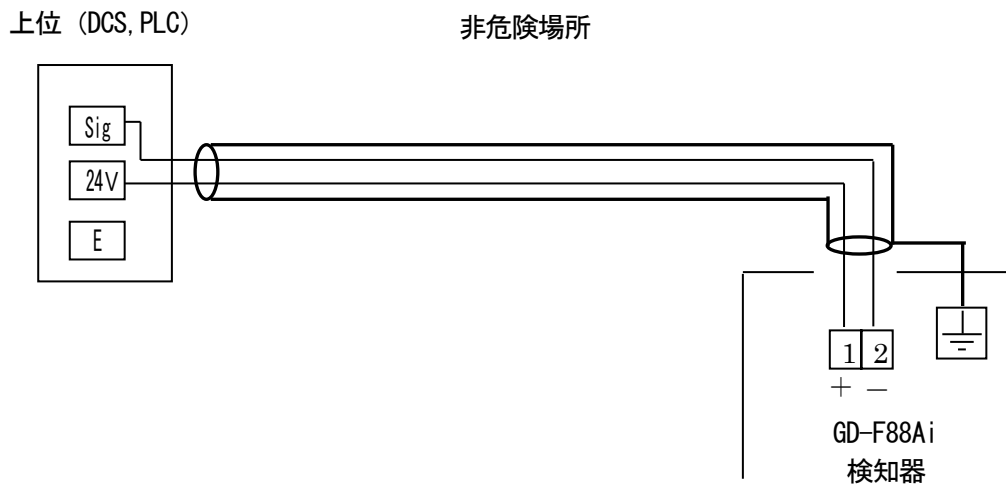 上位 (DCS,PLC)
非危険場所
Sig
24V
E
1 2
+ −
GD-F88Ai
検知器